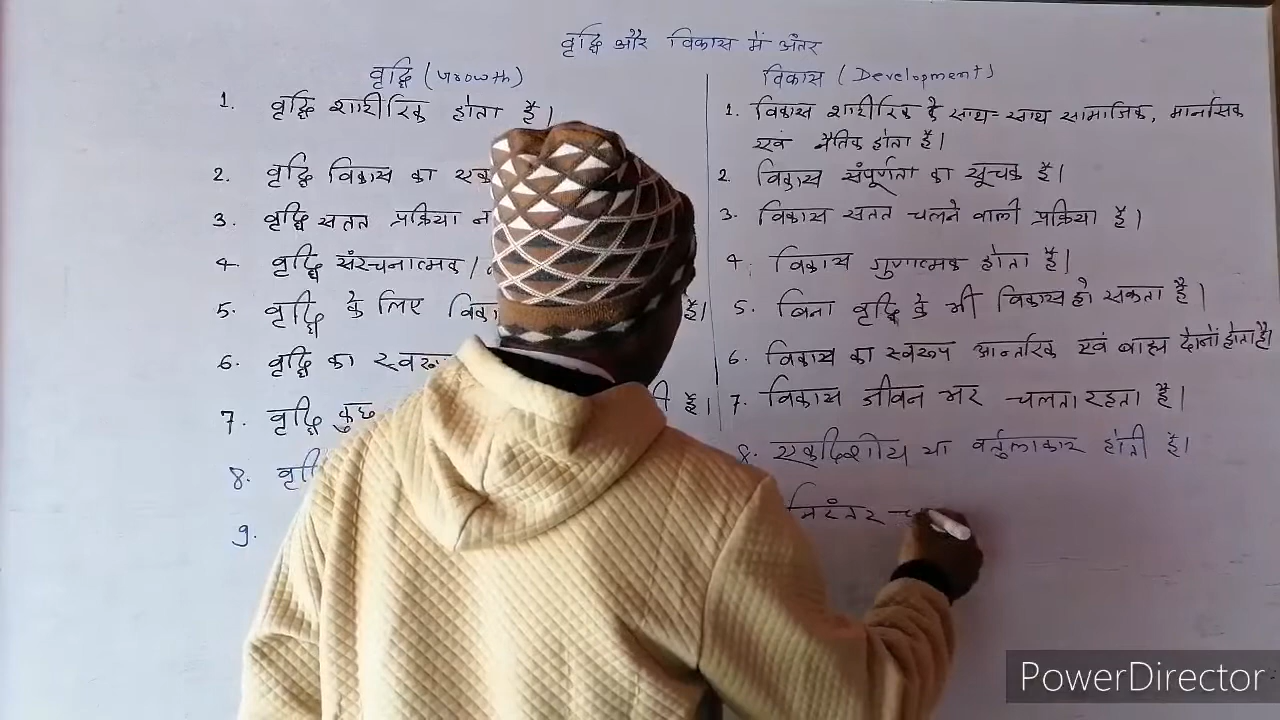 वृद्धि और विकास में अंतर
वृद्धि (Growth)
1. वृद्धि शारीरिक होता है।
2. वृद्धि विकास का एक
3. वृद्धि सतत प्रक्रिया न
4. वृद्धि संरचनात्मक /
5. वृद्धि के लिए विका है।
6. वृद्धि का स्वरू
7. वृद्धि कुछ है।
8. वृ
9.
विकास (Development)
1. विकास शारीरिक के साथ-साथ सामाजिक, मानसिक
एवं नैतिक होता है।
2. विकास संपूर्णता का सूचक है।
3. विकास सतत चलने वाली प्रक्रिया है।
4. विकास गुणात्मक होता है।
5. बिना वृद्धि के भी विकास हो सकता है।
6. विकास का स्वरूप आन्तरिक एवं बाह्य दोनों होता है।
7. विकास जीवन भर चलता रहता है।
8. एकदिशीय या वर्तुलाकार होती है।
निरंतर
PowerDirector